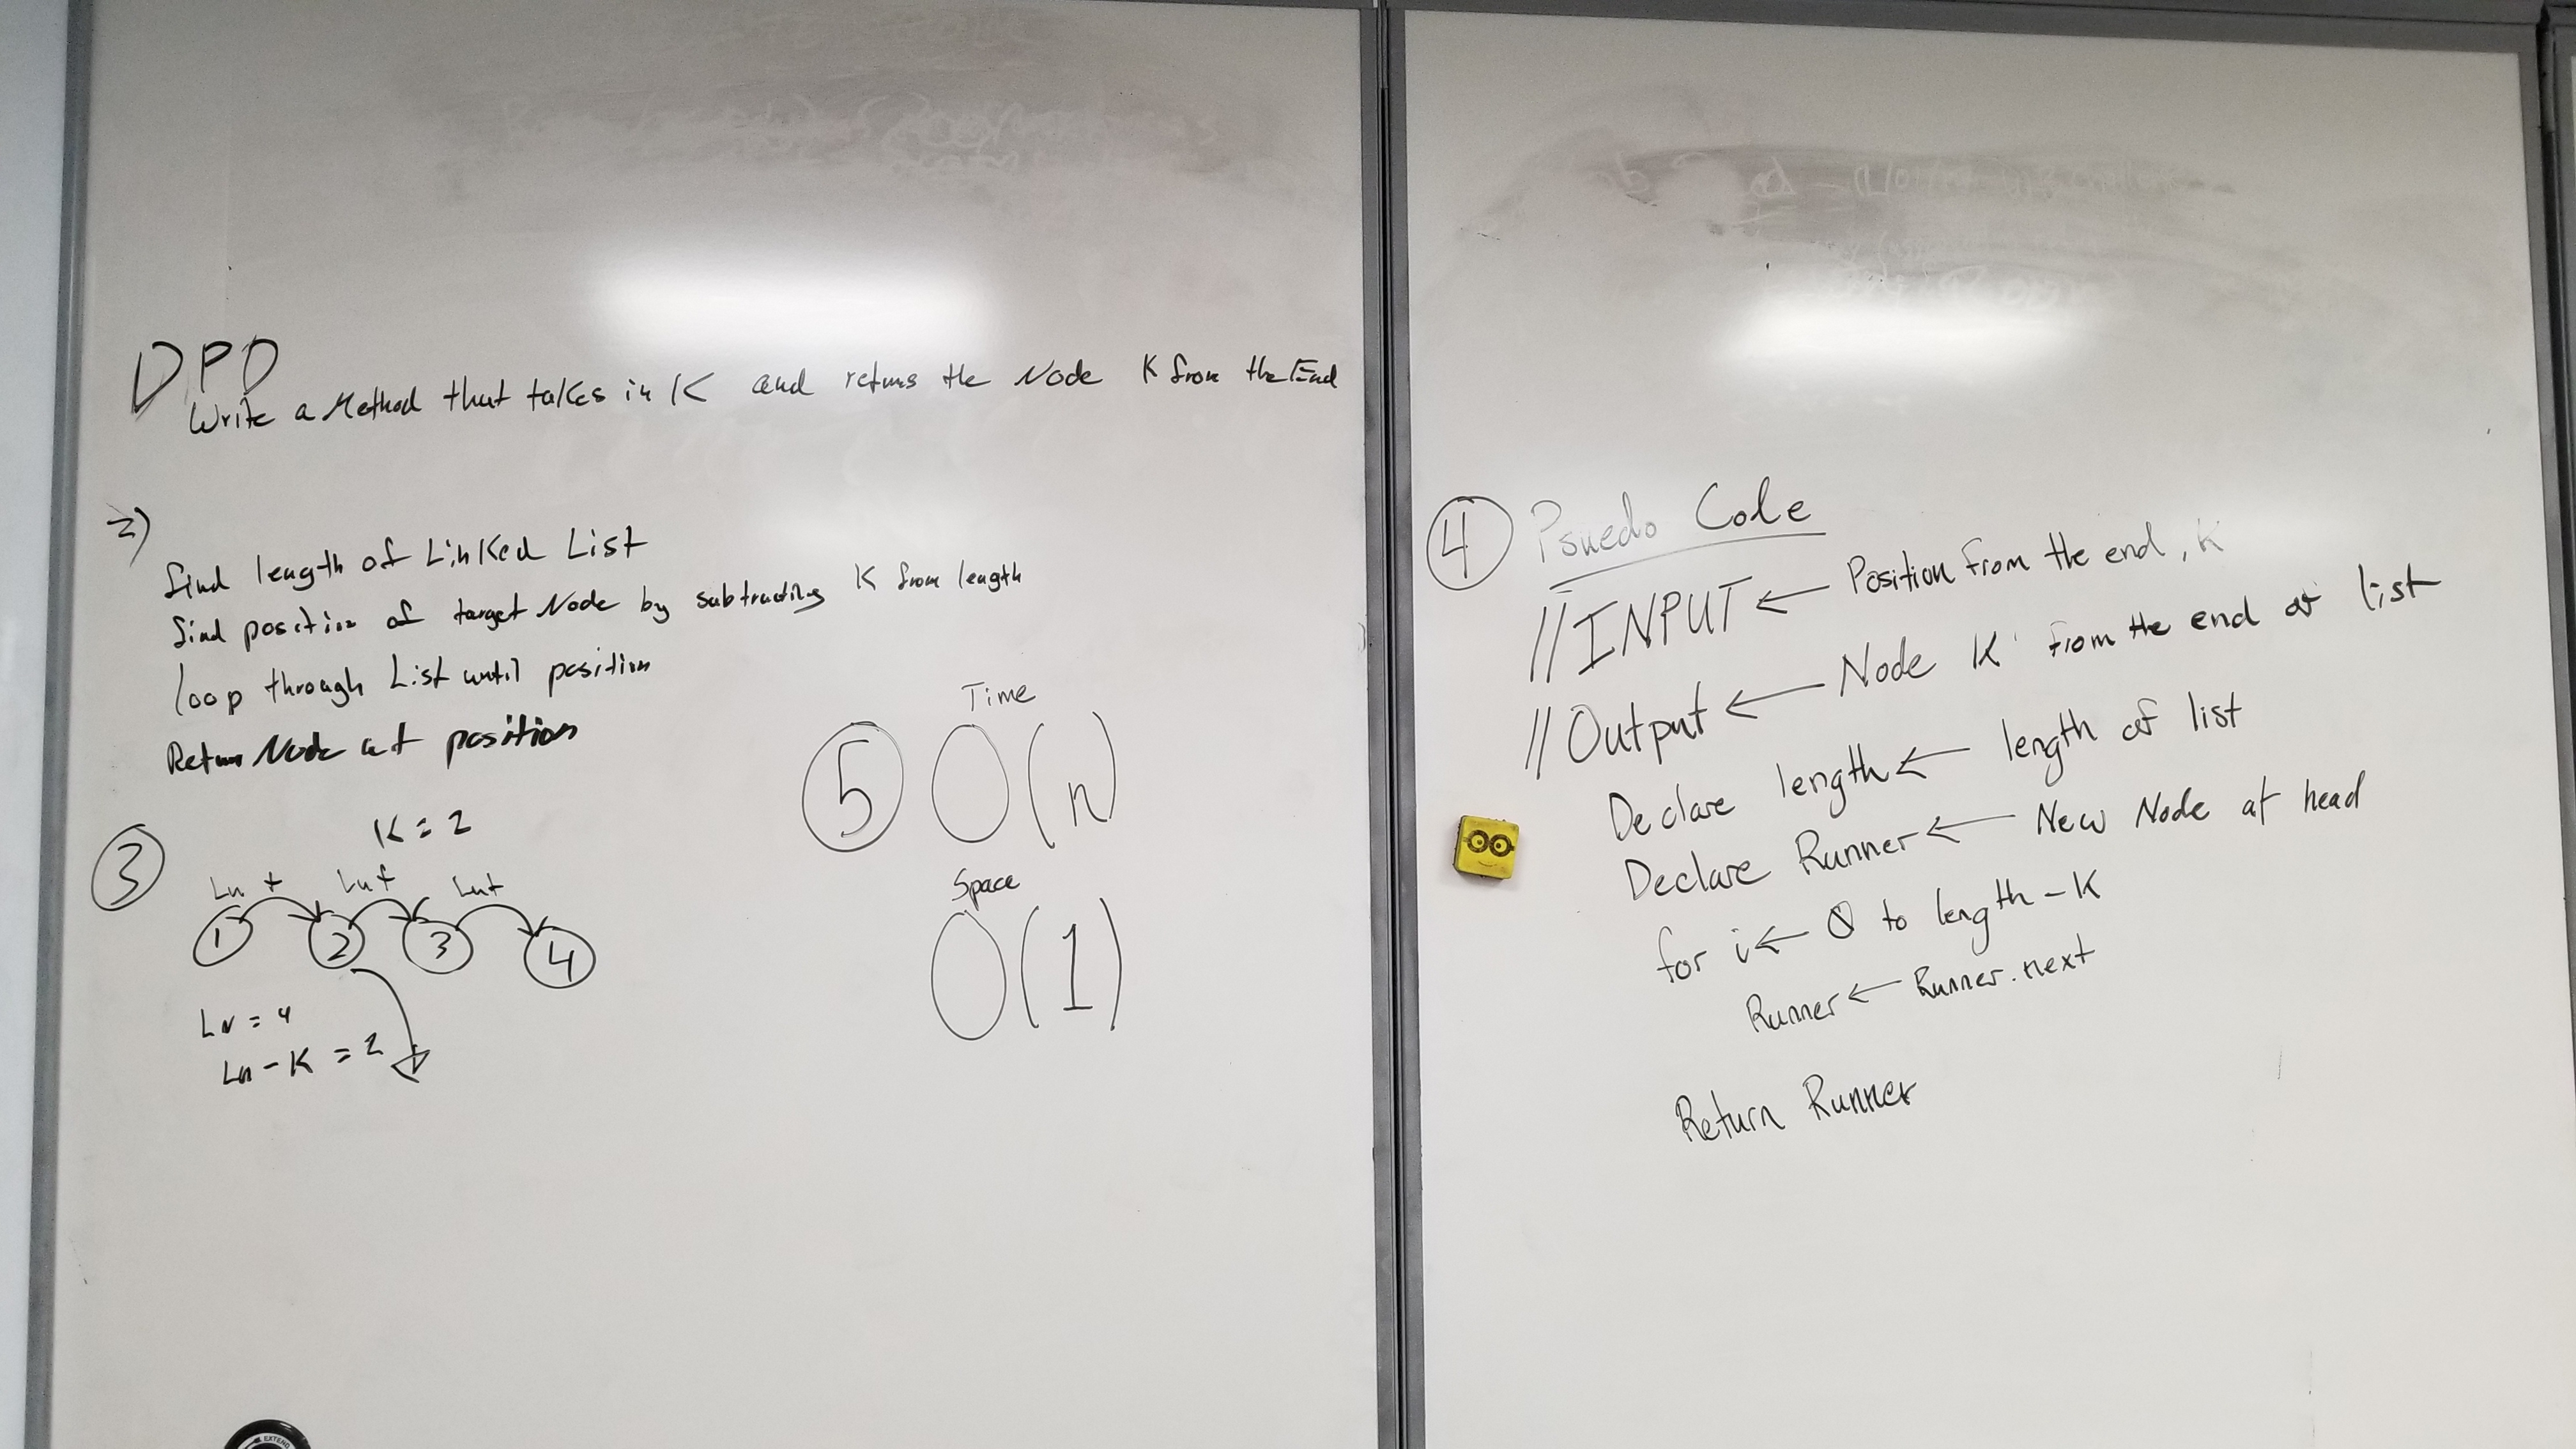 DPD
Write a Method that takes in K and returns the Node K from the End
2)
find length of Linked List
find position of target Node by subtracting K from length
loop through List until position
Return Node at position
3
K = 2
Ln +
Ln+
Ln+
1
2
3
4
Ln = 4
Ln - K = 2
5
Time
O(n)
Space
O(1)
EXTEND
4 Psuedo Code
//INPUT ← Position from the end, K
//Output ← Node K from the end of list
Declare length ← length of list
Declare Runner ← New Node at head
for i ← 0 to length - K
Runner ← Runner.next
Return Runner